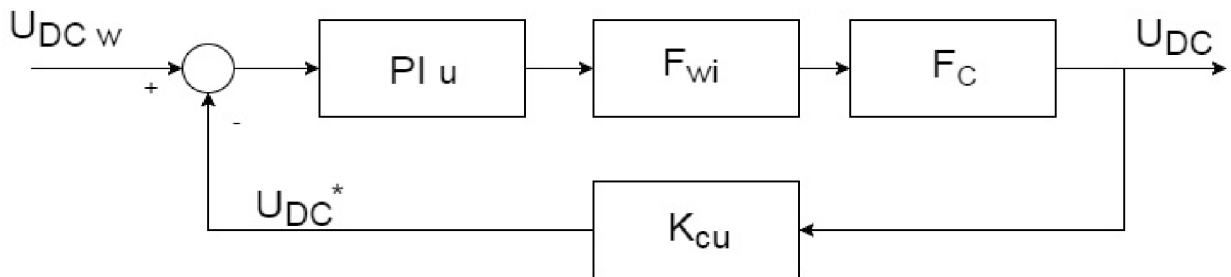 U_DC w
+
-
PI u
F_wi
F_C
U_DC
U_DC*
K_cu